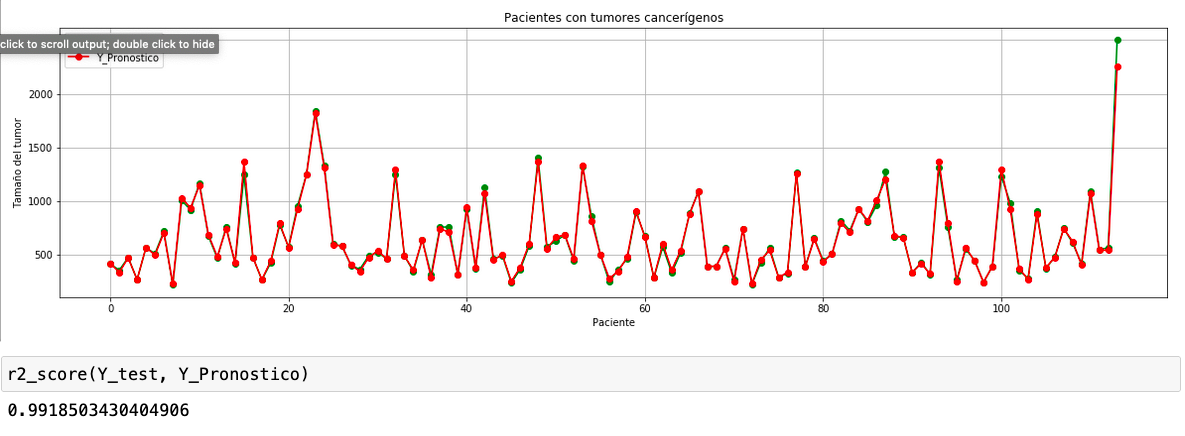 Pacientes con tumores cancerígenos
click to scroll output; double click to hide
Y_Pronostico
2000
1500
1000
500
Tamaño del tumor
0 20 40 60 80 100
Paciente
r2_score(Y_test, Y_Pronostico)
0.9918503430404906